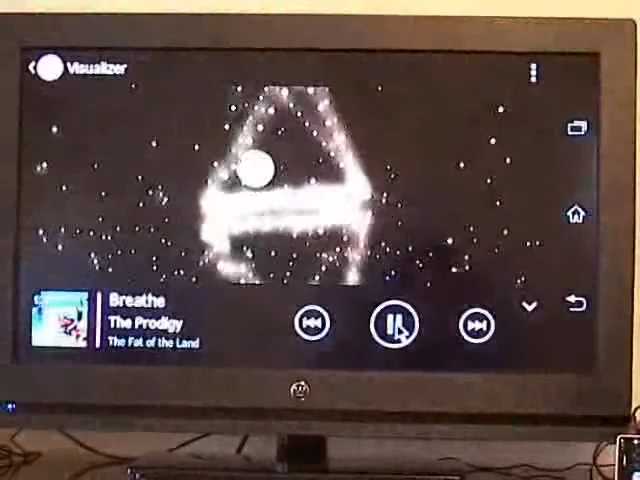 Visualizer
Breathe
The Prodigy
The Fat of the Land